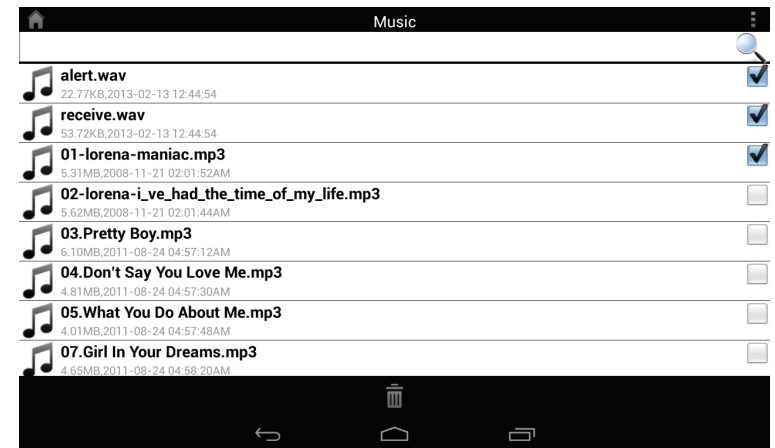 Music
alert.wav
22.77KB,2013-02-13 12:44:54
receive.wav
53.72KB,2013-02-13 12:44:54
01-lorena-maniac.mp3
5.31MB,2008-11-21 02:01:52AM
02-lorena-i_ve_had_the_time_of_my_life.mp3
5.62MB,2008-11-21 02:01:44AM
03.Pretty Boy.mp3
6.10MB,2011-08-24 04:57:12AM
04.Don't Say You Love Me.mp3
4.81MB,2011-08-24 04:57:30AM
05.What You Do About Me.mp3
4.01MB,2011-08-24 04:57:48AM
07.Girl In Your Dreams.mp3
4.65MB,2011-08-24 04:58:20AM